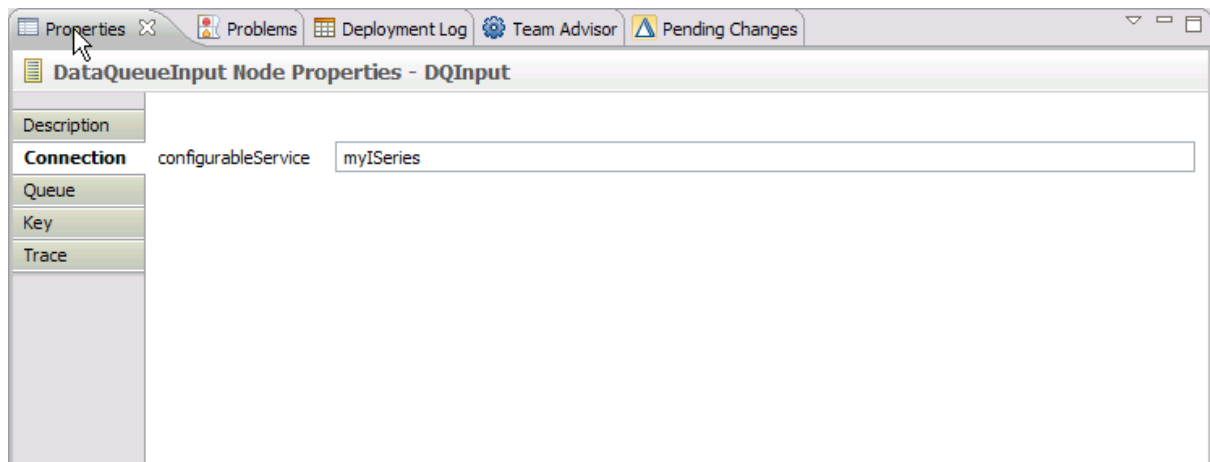 Properties Problems Deployment Log Team Advisor Pending Changes
DataQueueInput Node Properties - DQInput
Description
Connection configurableService myISeries
Queue
Key
Trace